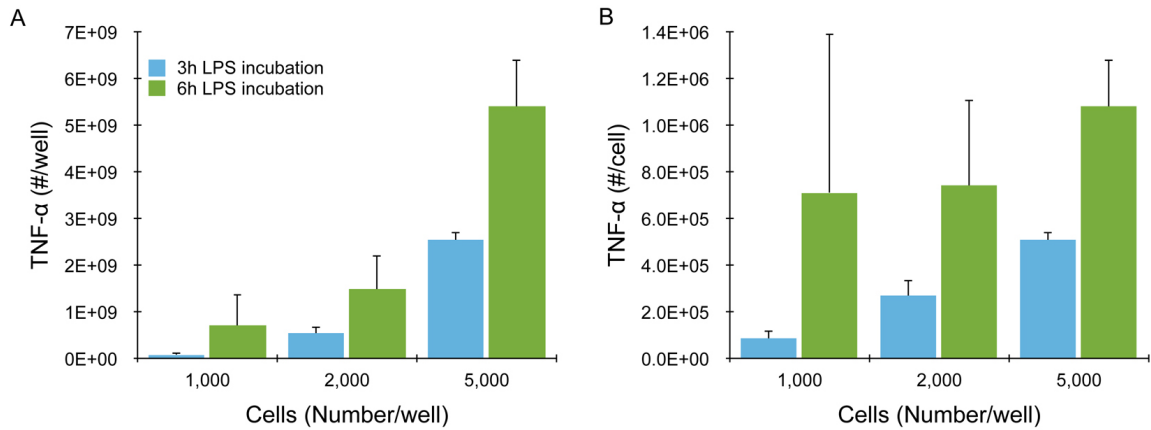 A
TNF-α (#/well)
7E+09
6E+09
5E+09
4E+09
3E+09
2E+09
1E+09
0E+00
3h LPS incubation
6h LPS incubation
1,000 2,000 5,000
Cells (Number/well)
B
TNF-α (#/cell)
1.4E+06
1.2E+06
1.0E+06
8.0E+05
6.0E+05
4.0E+05
2.0E+05
0.0E+00
1,000 2,000 5,000
Cells (Number/well)